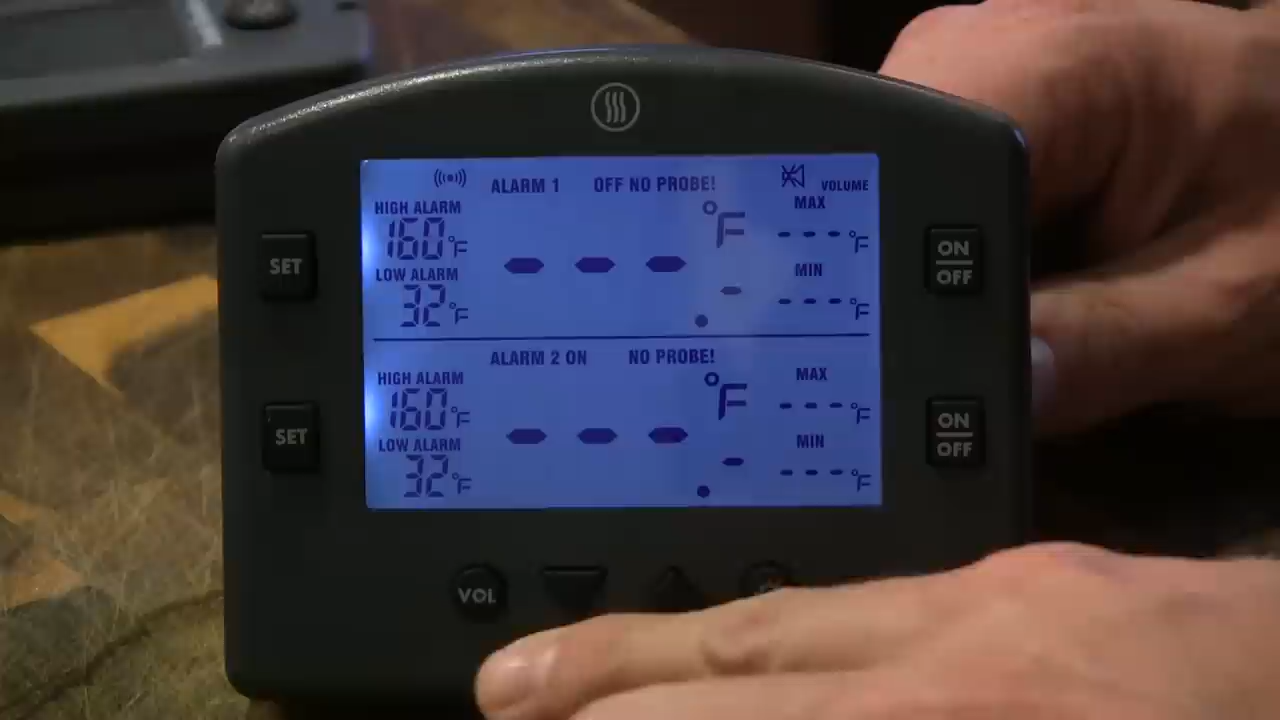 ALARM 1 OFF NO PROBE! VOLUME
HIGH ALARM MAX
160°F °F ---°F
SET --- ON
LOW ALARM MIN OFF
32°F .- ---°F
ALARM 2 ON NO PROBE!
HIGH ALARM MAX
160°F °F ---°F
SET --- ON
LOW ALARM MIN OFF
32°F .- ---°F
VOL